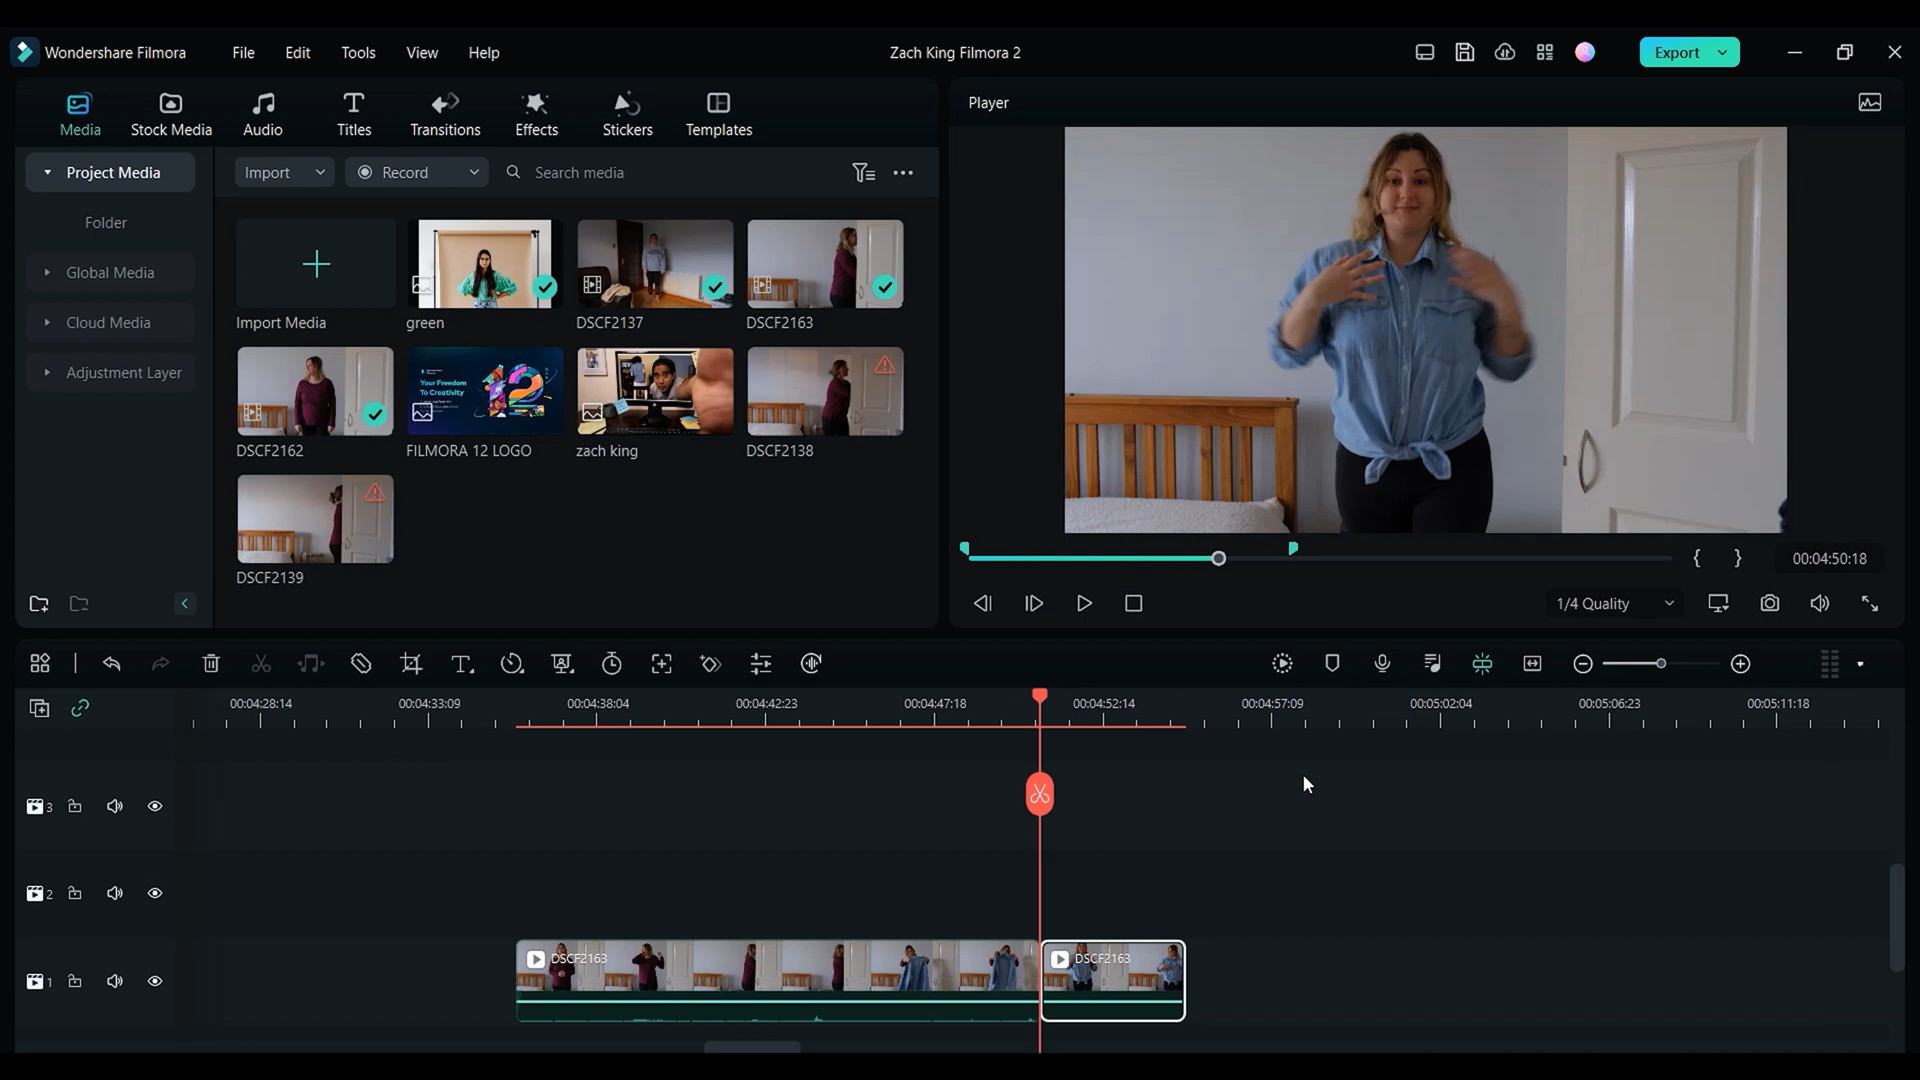 Wondershare Filmora
File
Edit
Tools
View
Help
Zach King Filmora 2
Export
Media
Stock Media
Audio
Titles
Transitions
Effects
Stickers
Templates
Player
Project Media
Import
Record
Search media
Folder
Global Media
Cloud Media
Adjustment Layer
Import Media
green
DSCF2137
DSCF2163
Your Freedom
To Creativity
12
DSCF2162
FILMORA 12 LOGO
zach king
DSCF2138
DSCF2139
00:04:50:18
1/4 Quality
00:04:28:14
00:04:33:09
00:04:38:04
00:04:42:23
00:04:47:18
00:04:52:14
00:04:57:09
00:05:02:04
00:05:06:23
00:05:11:18
3
2
1
DSCF2163
DSCF2163